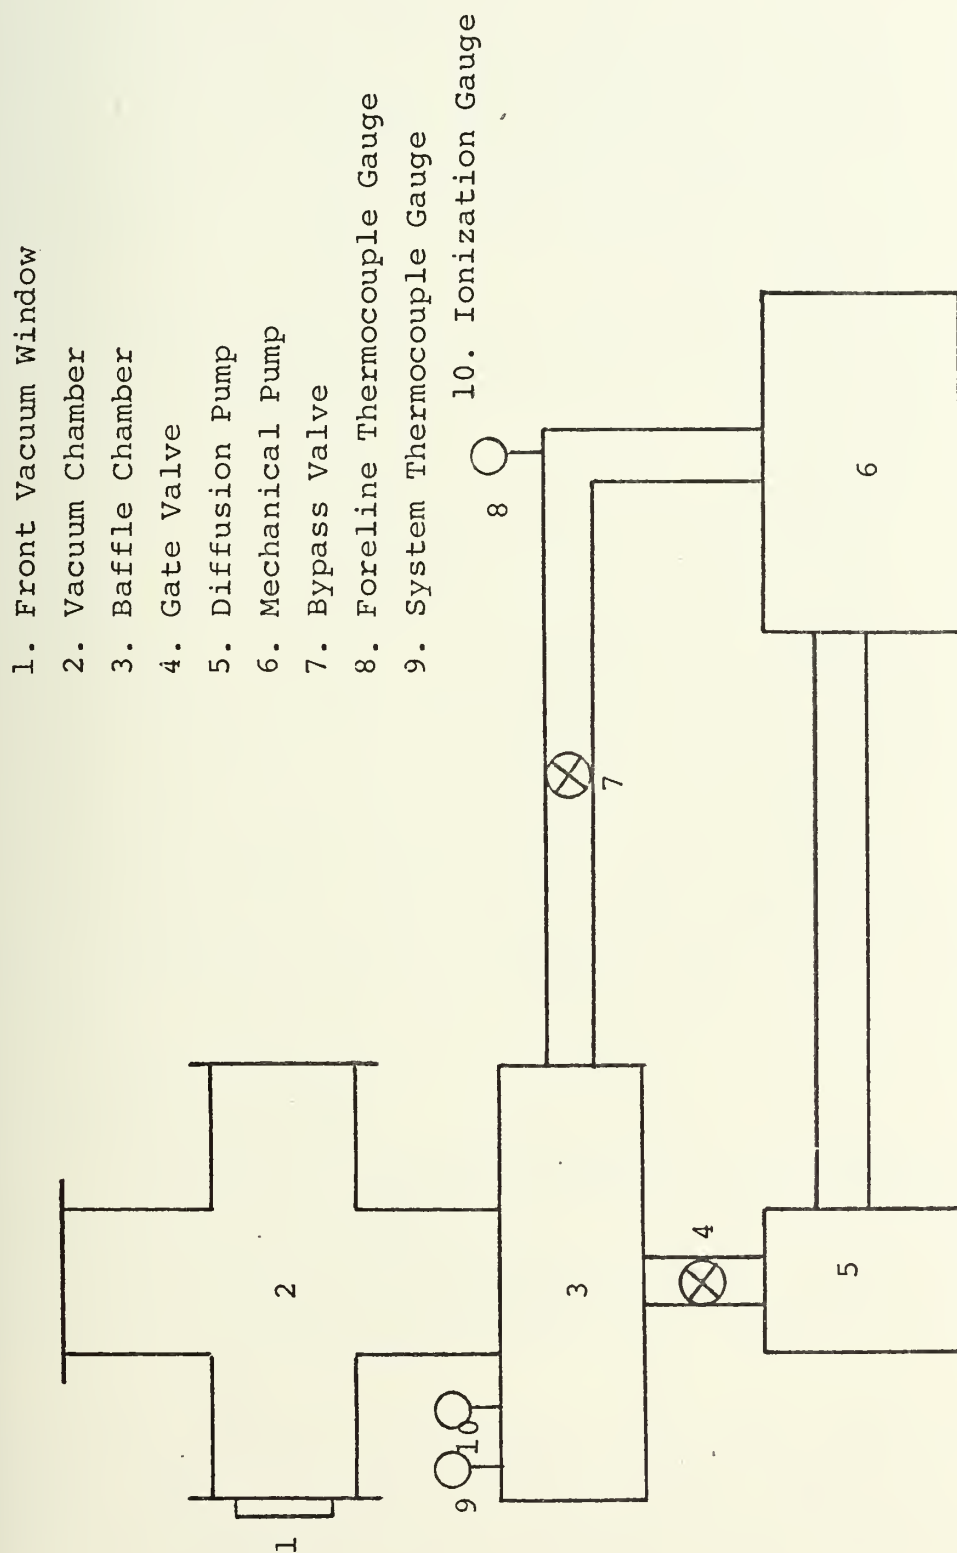 1. Front Vacuum Window
2. Vacuum Chamber
3. Baffle Chamber
4. Gate Valve
5. Diffusion Pump
6. Mechanical Pump
7. Bypass Valve
8. Foreline Thermocouple Gauge
9. System Thermocouple Gauge
10. Ionization Gauge
1
2
9
10
3
4
5
7
8
6